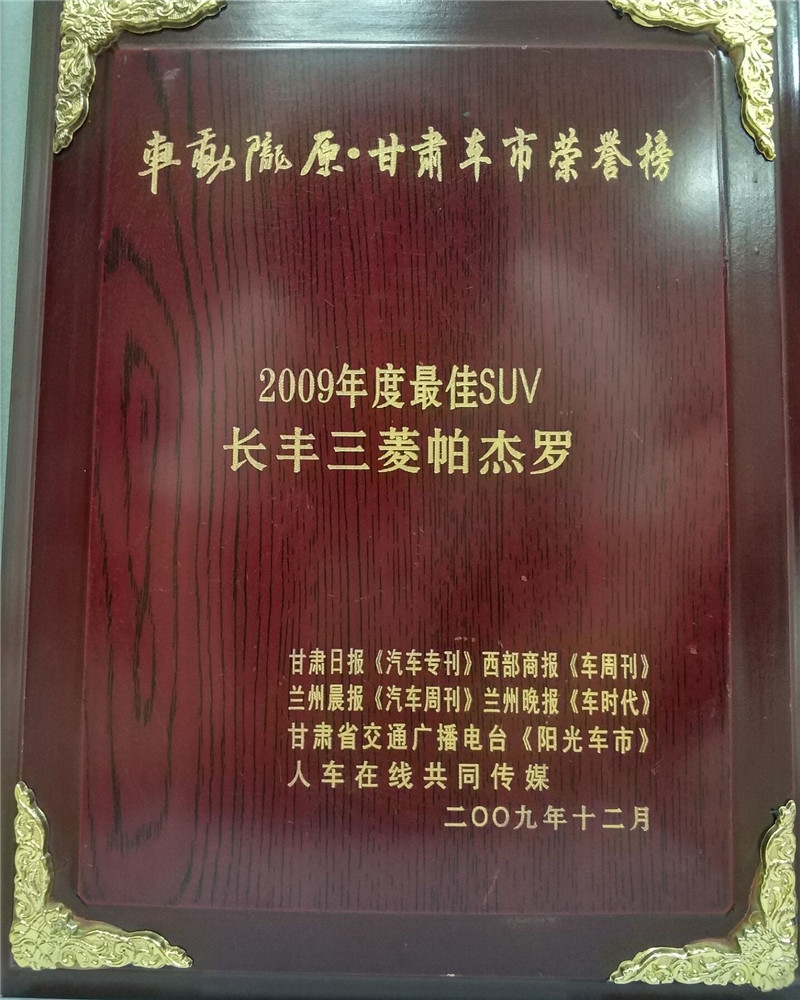 車動隴原·甘肃车市荣誉榜
2009年度最佳SUV
长丰三菱帕杰罗
甘肃日报《汽车专刊》西部商报《车周刊》
兰州晨报《汽车周刊》兰州晚报《车时代》
甘肃省交通广播电台《阳光车市》
人车在线共同传媒
二〇〇九年十二月